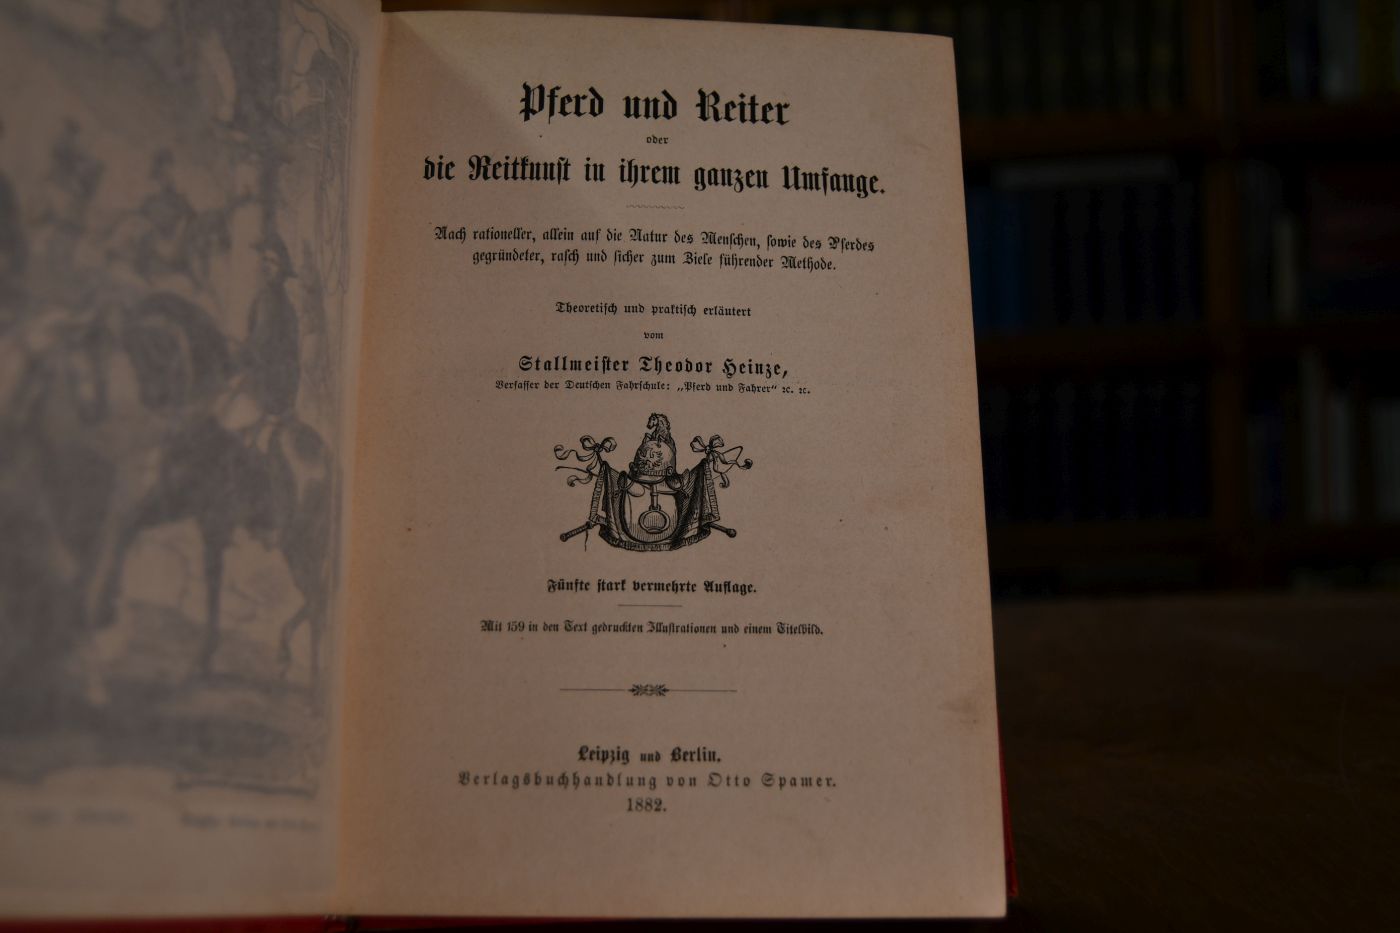 Pferd und Reiter
oder
die Reitkunst in ihrem ganzen Umfange.
Nach rationeller, allein auf die Natur des Menschen, sowie des Pferdes
gegründeter, rasch und sicher zum Ziele führender Methode.
Theoretisch und praktisch erläutert
vom
Stallmeister Theodor Heinze,
Verfasser der Deutschen Fahrschule: „Pferd und Fahrer" ꝛc. ꝛc.
Fünfte stark vermehrte Auflage.
Mit 159 in den Text gedruckten Illustrationen und einem Titelbild.
Leipzig und Berlin.
Verlagsbuchhandlung von Otto Spamer.
1882.